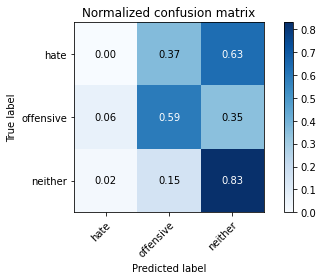 Normalized confusion matrix
True label
hate 0.00 0.37 0.63
offensive 0.06 0.59 0.35
neither 0.02 0.15 0.83
hate offensive neither
Predicted label
0.8
0.7
0.6
0.5
0.4
0.3
0.2
0.1
0.0